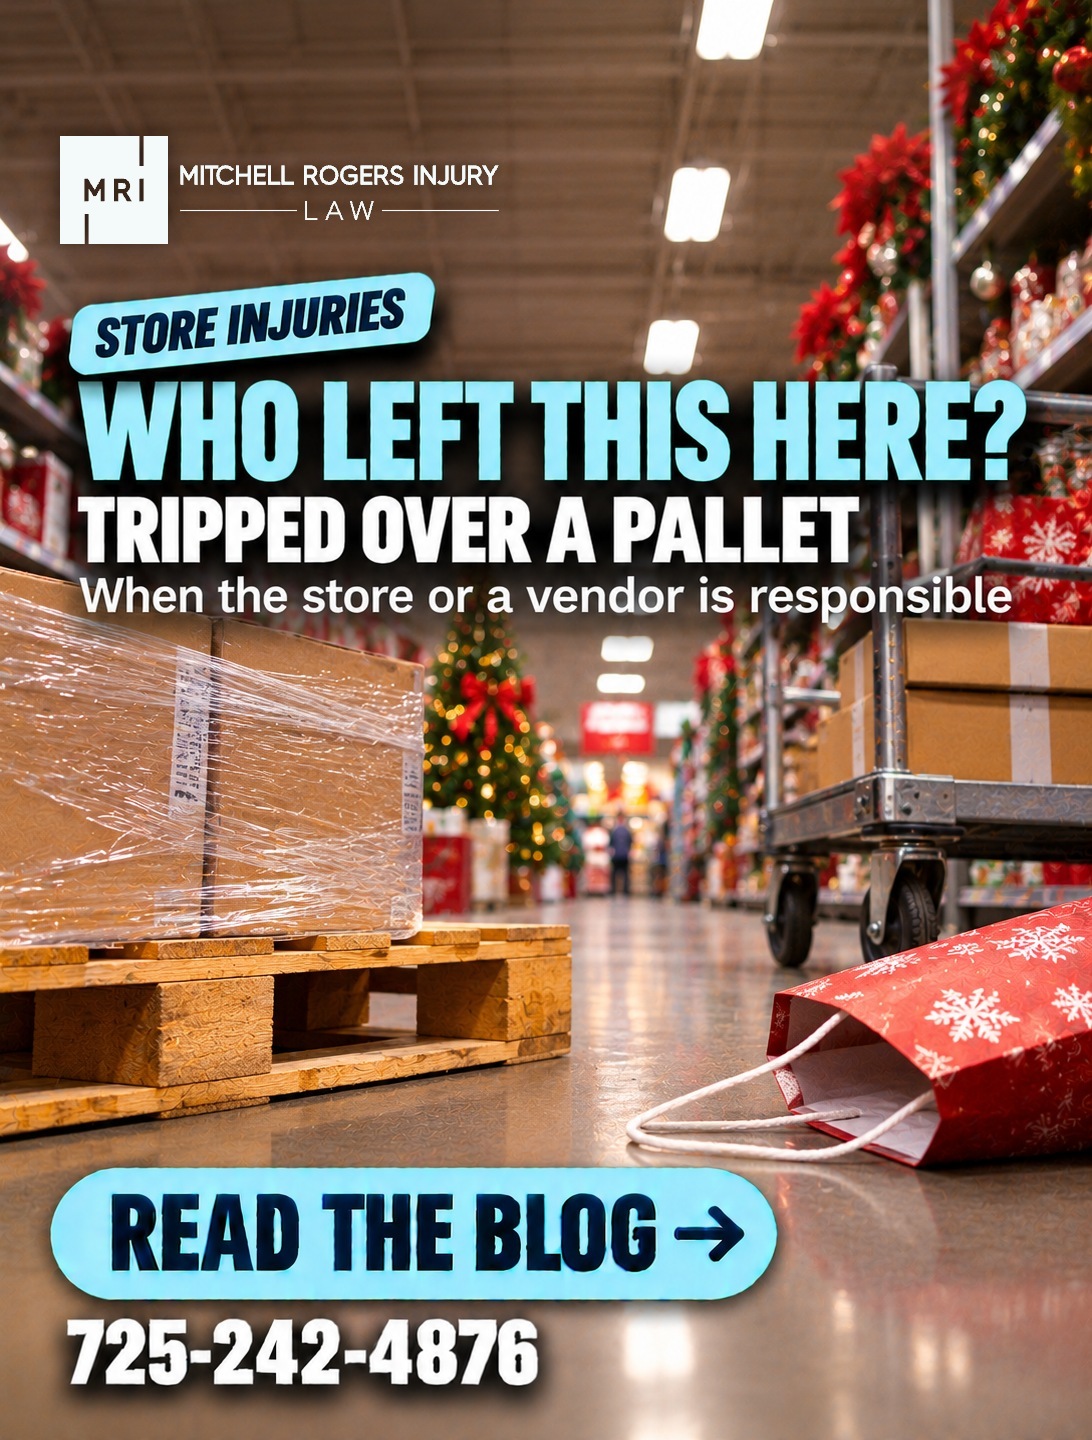 MRI
MITCHELL ROGERS INJURY
LAW
STORE INJURIES
WHO LEFT THIS HERE?
TRIPPED OVER A PALLET
When the store or a vendor is responsible
READ THE BLOG →
725-242-4876